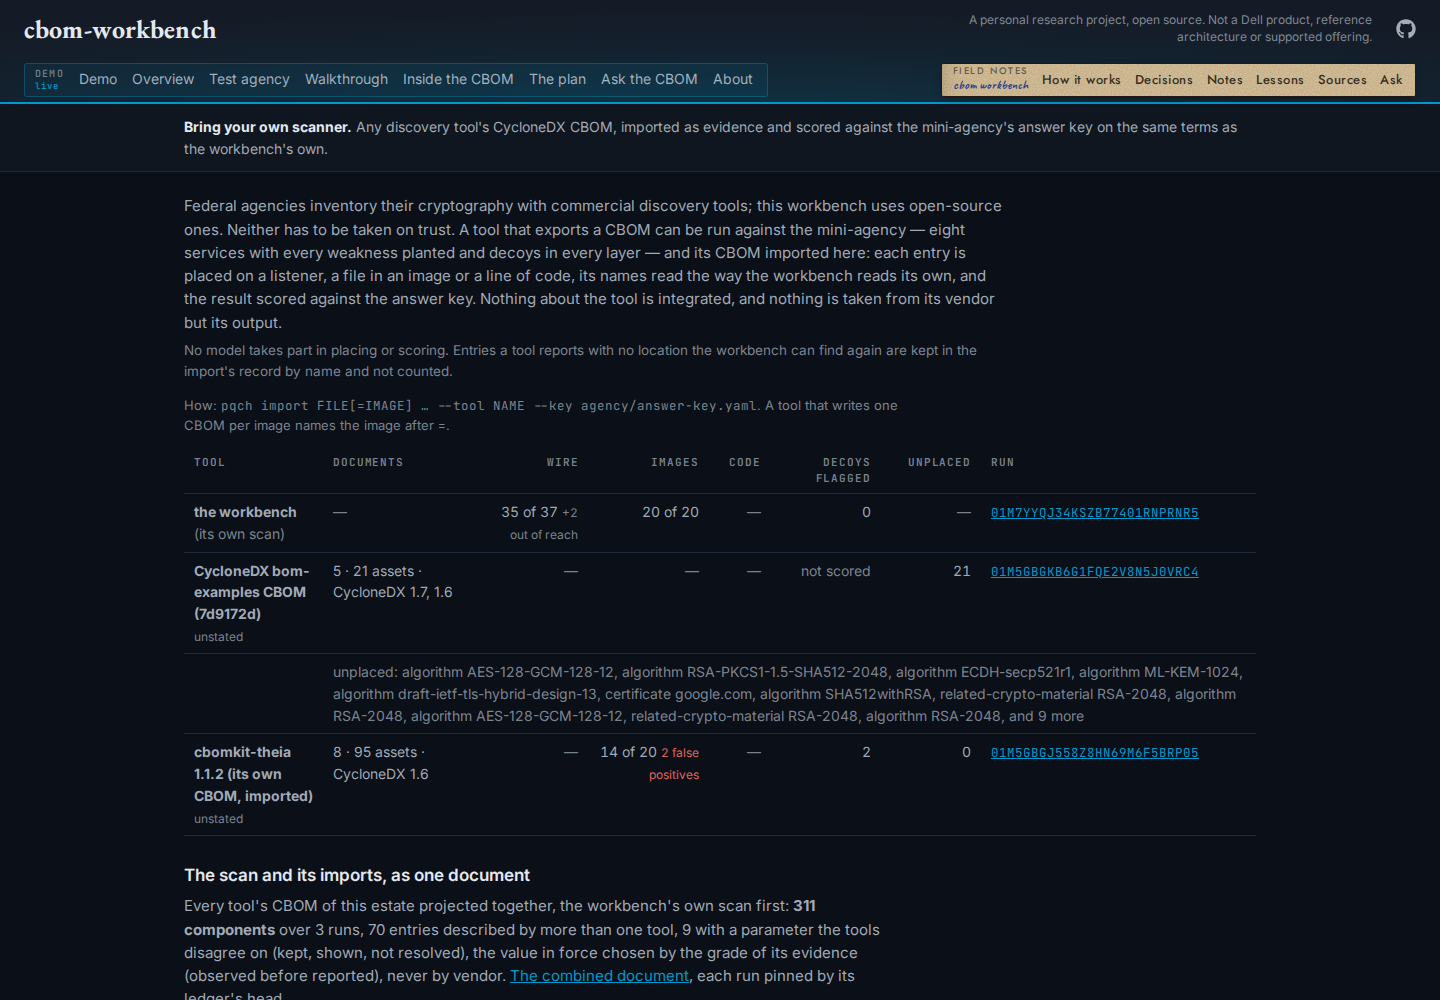 cbom-workbench
A personal research project, open source. Not a Dell product, reference
architecture or supported offering.
DEMO
live
Demo Overview Test agency Walkthrough Inside the CBOM The plan Ask the CBOM About
FIELD NOTES
cbom workbench
How it works Decisions Notes Lessons Sources Ask
Bring your own scanner. Any discovery tool's CycloneDX CBOM, imported as evidence and scored against the mini-agency's answer key on the same terms as
the workbench's own.
Federal agencies inventory their cryptography with commercial discovery tools; this workbench uses open-source
ones. Neither has to be taken on trust. A tool that exports a CBOM can be run against the mini-agency — eight
services with every weakness planted and decoys in every layer — and its CBOM imported here: each entry is
placed on a listener, a file in an image or a line of code, its names read the way the workbench reads its own, and
the result scored against the answer key. Nothing about the tool is integrated, and nothing is taken from its vendor
but its output.
No model takes part in placing or scoring. Entries a tool reports with no location the workbench can find again are kept in the
import's record by name and not counted.
How: pqch import FILE[=IMAGE] … --tool NAME --key agency/answer-key.yaml. A tool that writes one
CBOM per image names the image after =.
TOOL DOCUMENTS WIRE IMAGES CODE DECOYS FLAGGED UNPLACED RUN
the workbench (its own scan) — 35 of 37 +2 out of reach 20 of 20 — 0 — 01M7YYQJ34KSZB77401RNPRNR5
CycloneDX bom-examples CBOM (7d9172d) unstated 5 · 21 assets · CycloneDX 1.7, 1.6 — — — not scored 21 01M5GBGKB6G1FQE2V8N5J0VRC4
unplaced: algorithm AES-128-GCM-128-12, algorithm RSA-PKCS1-1.5-SHA512-2048, algorithm ECDH-secp521r1, algorithm ML-KEM-1024,
algorithm draft-ietf-tls-hybrid-design-13, certificate google.com, algorithm SHA512withRSA, related-crypto-material RSA-2048, algorithm
RSA-2048, algorithm AES-128-GCM-128-12, related-crypto-material RSA-2048, algorithm RSA-2048, and 9 more
cbomkit-theia 1.1.2 (its own CBOM, imported) unstated 8 · 95 assets · CycloneDX 1.6 — 14 of 20 2 false positives — 2 0 01M5GBGJ558Z8HN69M6F5BRP05
The scan and its imports, as one document
Every tool's CBOM of this estate projected together, the workbench's own scan first: 311
components over 3 runs, 70 entries described by more than one tool, 9 with a parameter the tools
disagree on (kept, shown, not resolved), the value in force chosen by the grade of its evidence
(observed before reported), never by vendor. The combined document, each run pinned by its
ledger's head.